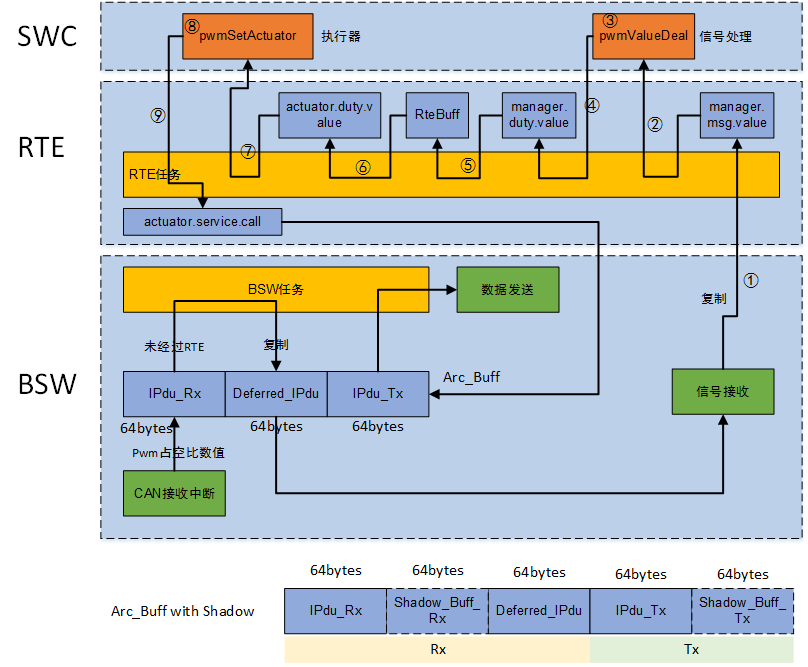 SWC
⑧
pwmSetActuator
执行器
③
pwmValueDeal
信号处理
RTE
⑨
actuator.duty.v
alue
RteBuff
manager.
duty.value
④
②
manager.
msg.value
⑦
⑥
⑤
RTE任务
actuator.service.call
BSW
BSW任务
数据发送
①
复制
未经过RTE
复制
IPdu_Rx
Deferred_IPdu
IPdu_Tx
Arc_Buff
信号接收
64bytes
64bytes
64bytes
Pwm占空比数值
CAN接收中断
64bytes
64bytes
64bytes
64bytes
64bytes
Arc_Buff with Shadow
IPdu_Rx
Shadow_Buff_
Rx
Deferred_IPdu
IPdu_Tx
Shadow_Buff_
Tx
Rx
Tx